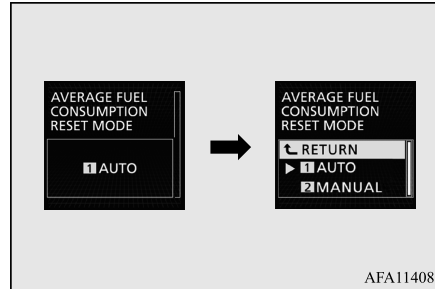 AVERAGE FUEL
CONSUMPTION
RESET MODE
1 AUTO
AVERAGE FUEL
CONSUMPTION
RESET MODE
RETURN
1 AUTO
2 MANUAL
AFA11408